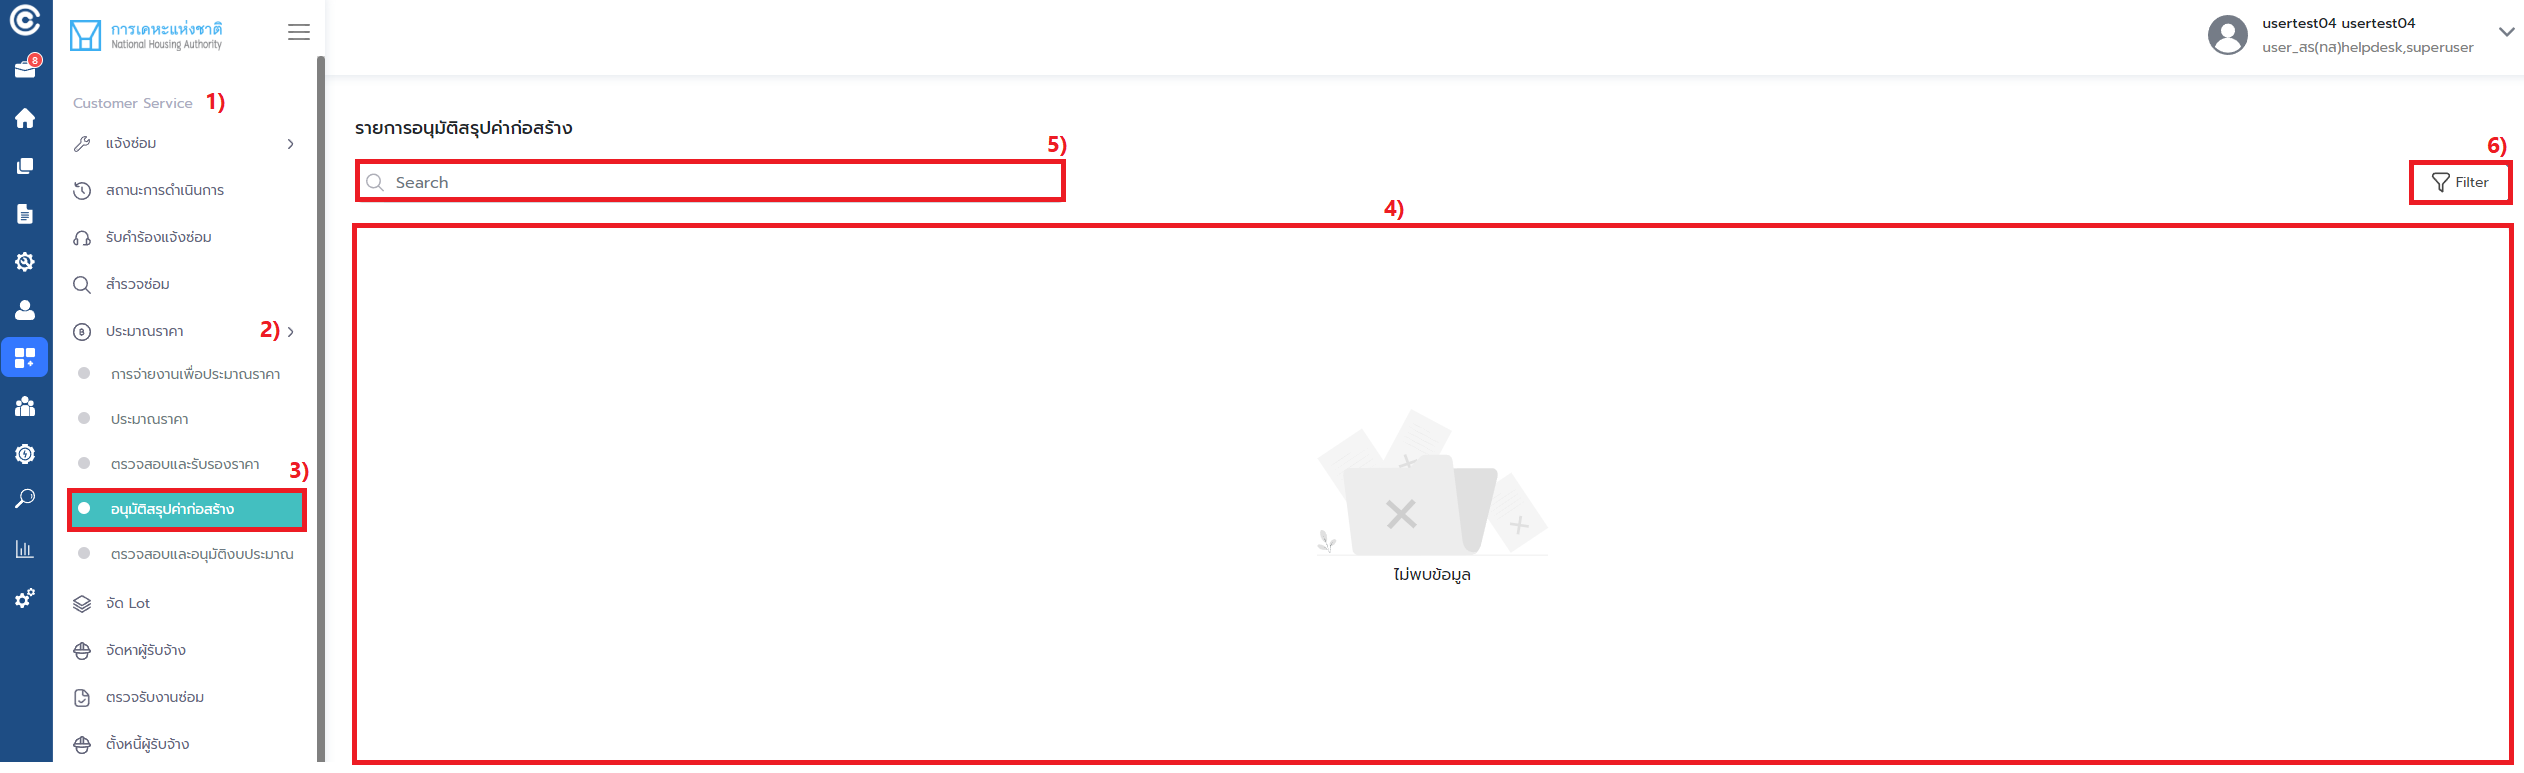 8
การเคหะแห่งชาติ
National Housing Authority
usertest04 usertest04
user_สร(ทส)helpdesk,superuser
Customer Service 1)
แจ้งซ่อม
สถานะการดำเนินการ
รับคำร้องแจ้งซ่อม
สำรวจซ่อม
ประมาณราคา 2)
การจ่ายงานเพื่อประมาณราคา
ประมาณราคา
ตรวจสอบและรับรองราคา
3)
อนุมัติสรุปค่าก่อสร้าง
ตรวจสอบและอนุมัติงบประมาณ
จัด Lot
จัดหาผู้รับจ้าง
ตรวจรับงานซ่อม
ตั้งหนี้ผู้รับจ้าง
รายการอนุมัติสรุปค่าก่อสร้าง
5)
Search
6)
Filter
4)
ไม่พบข้อมูล